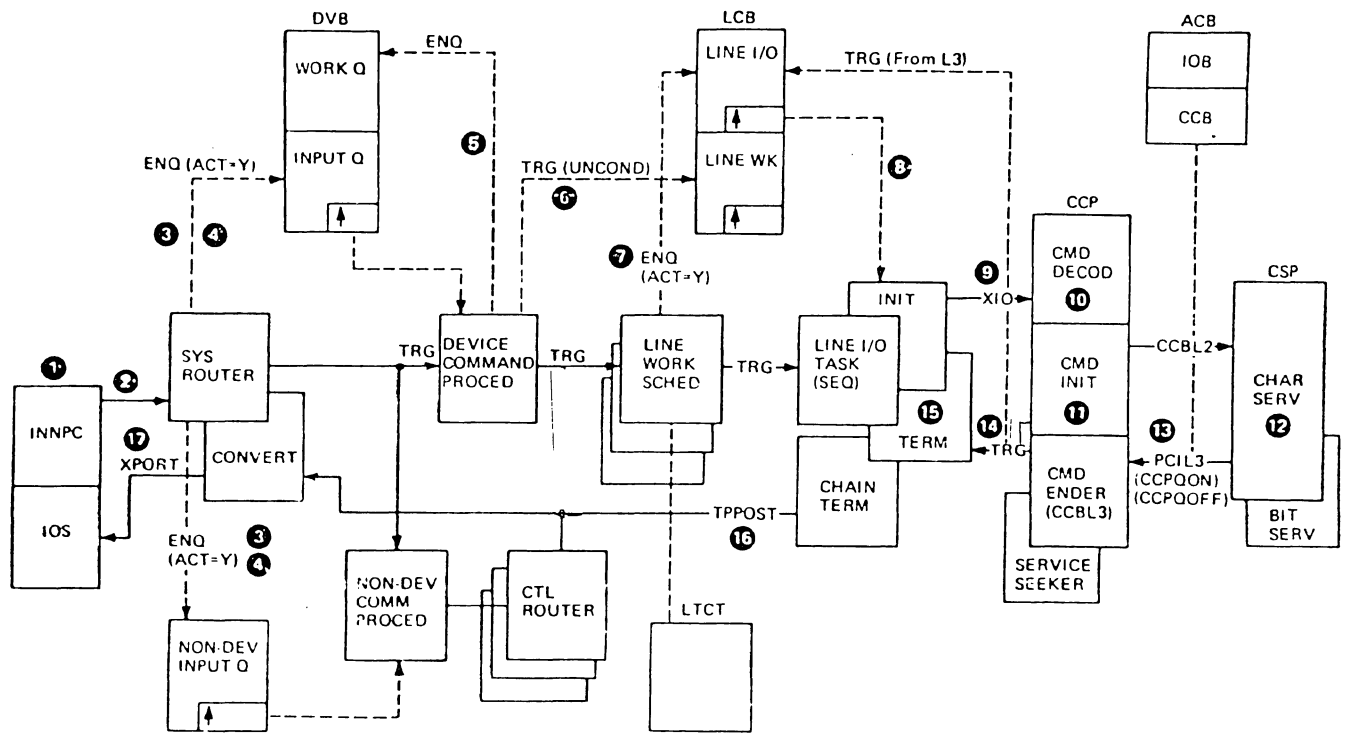 DVB
WORK Q
INPUT Q
ENQ
LCB
LINE I/O
LINE WK
TRG (From L3)
ACB
IOB
CCB
ENQ (ACT=Y)
3
4
5
TRG (UNCOND)
6
7
ENQ
(ACT=Y)
8
CCP
CMD
DECOD
10
CMD
INIT
11
CMD
ENDER
(CCBL3)
SERVICE
SEEKER
9
XIO
CSP
CHAR
SERV
12
BIT
SERV
CCBL2
13
PCIL3
(CCPQON)
(CCPQOFF)
1
2
INNPC
IOS
SYS
ROUTER
CONVERT
17
XPORT
TRG
DEVICE
COMMAND
PROCED
TRG
LINE
WORK
SCHED
TRG
INIT
LINE I/O
TASK
(SEQ)
15
TERM
14
TRG
CHAIN
TERM
TPPOST
16
ENQ
(ACT=Y)
3
4
NON-DEV
INPUT Q
NON-DEV
COMM
PROCED
CTL
ROUTER
LTCT